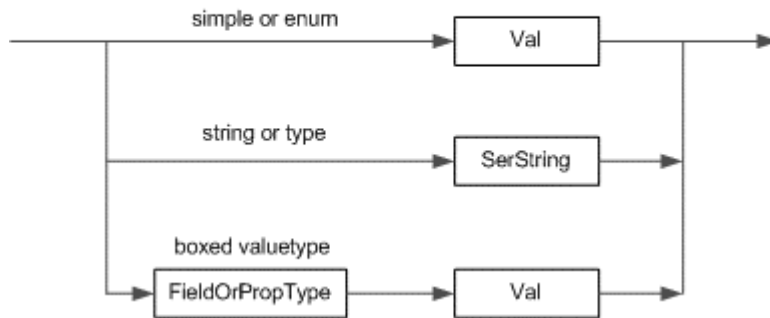 simple or enum
Val
string or type
SerString
boxed valuetype
FieldOrPropType
Val